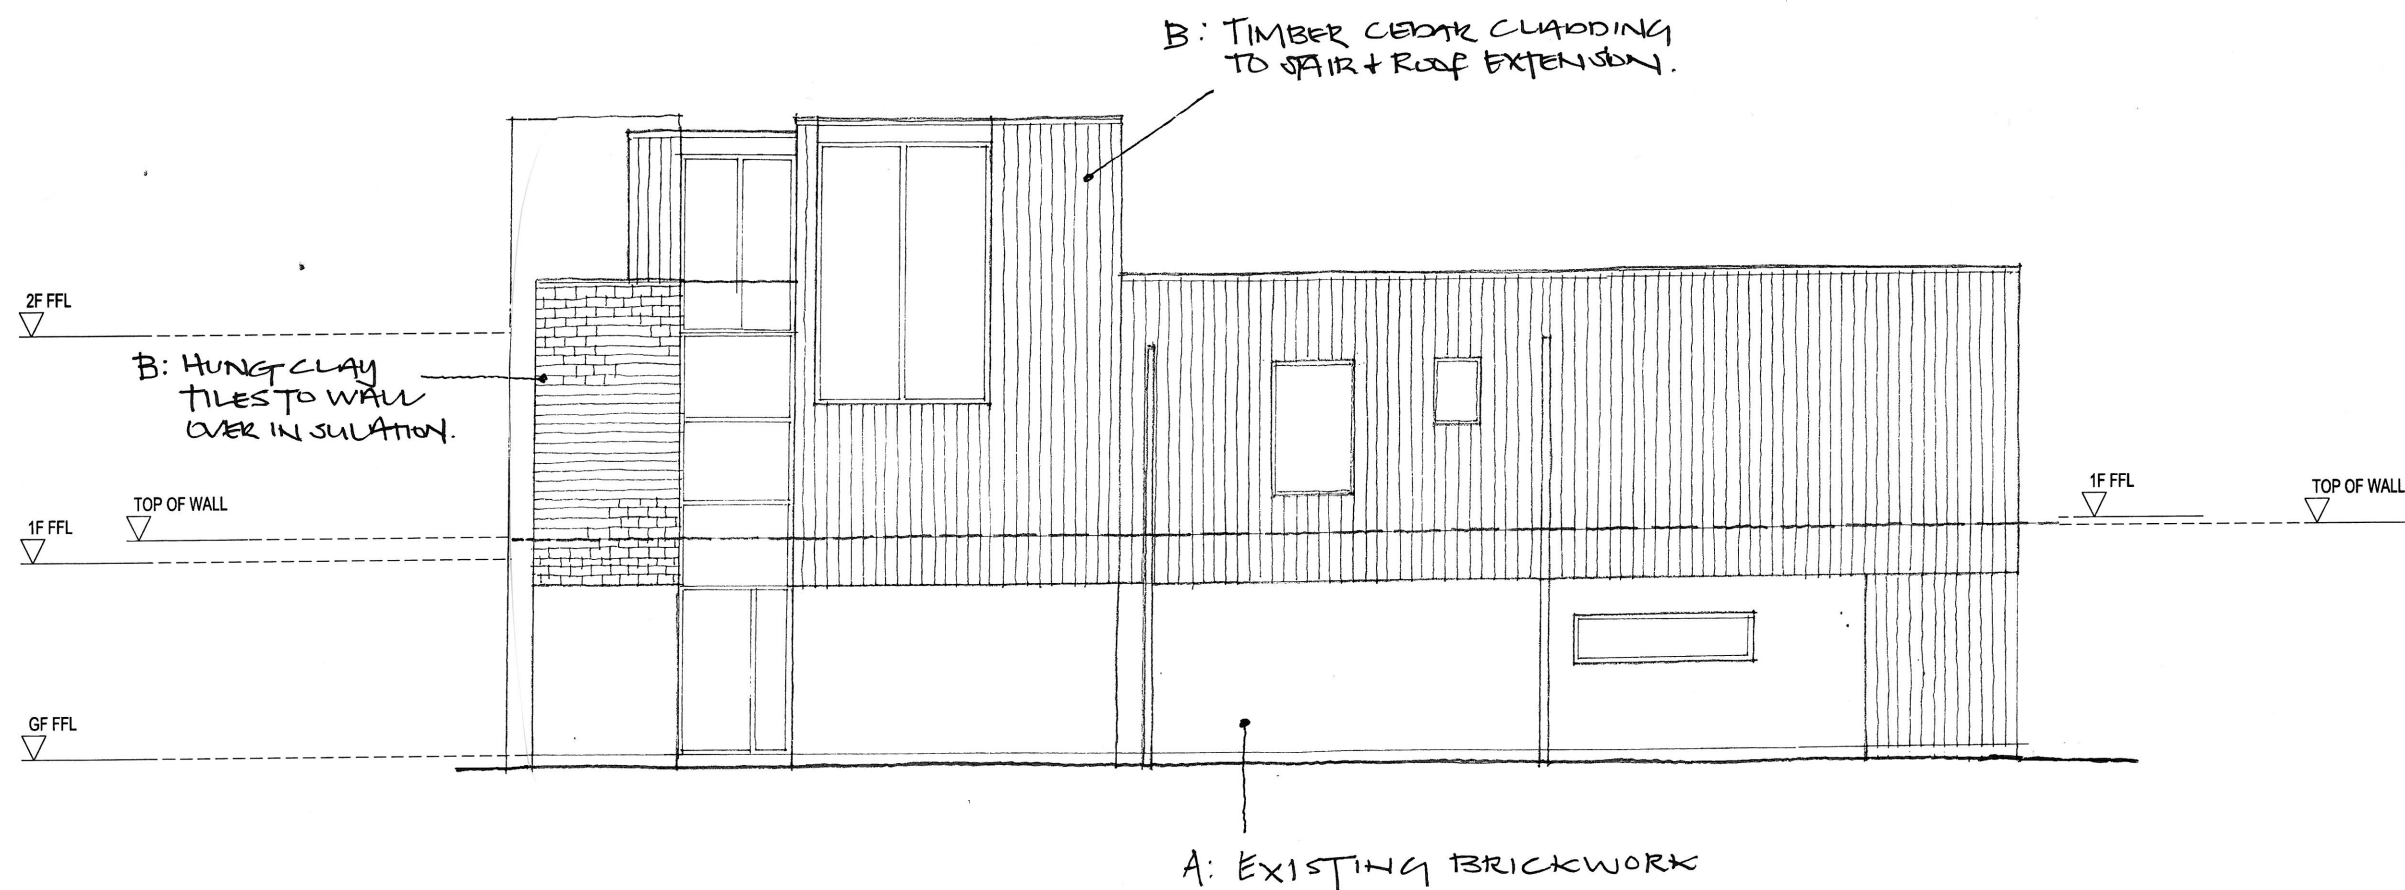 B: TIMBER CEDAR CLADDING
TO STAIR + ROOF EXTENSION.
2F FFL
B: HUNG CLAY
TILES TO WALL
OVER INSULATION.
TOP OF WALL
1F FFL
1F FFL
TOP OF WALL
GF FFL
A: EXISTING BRICKWORK